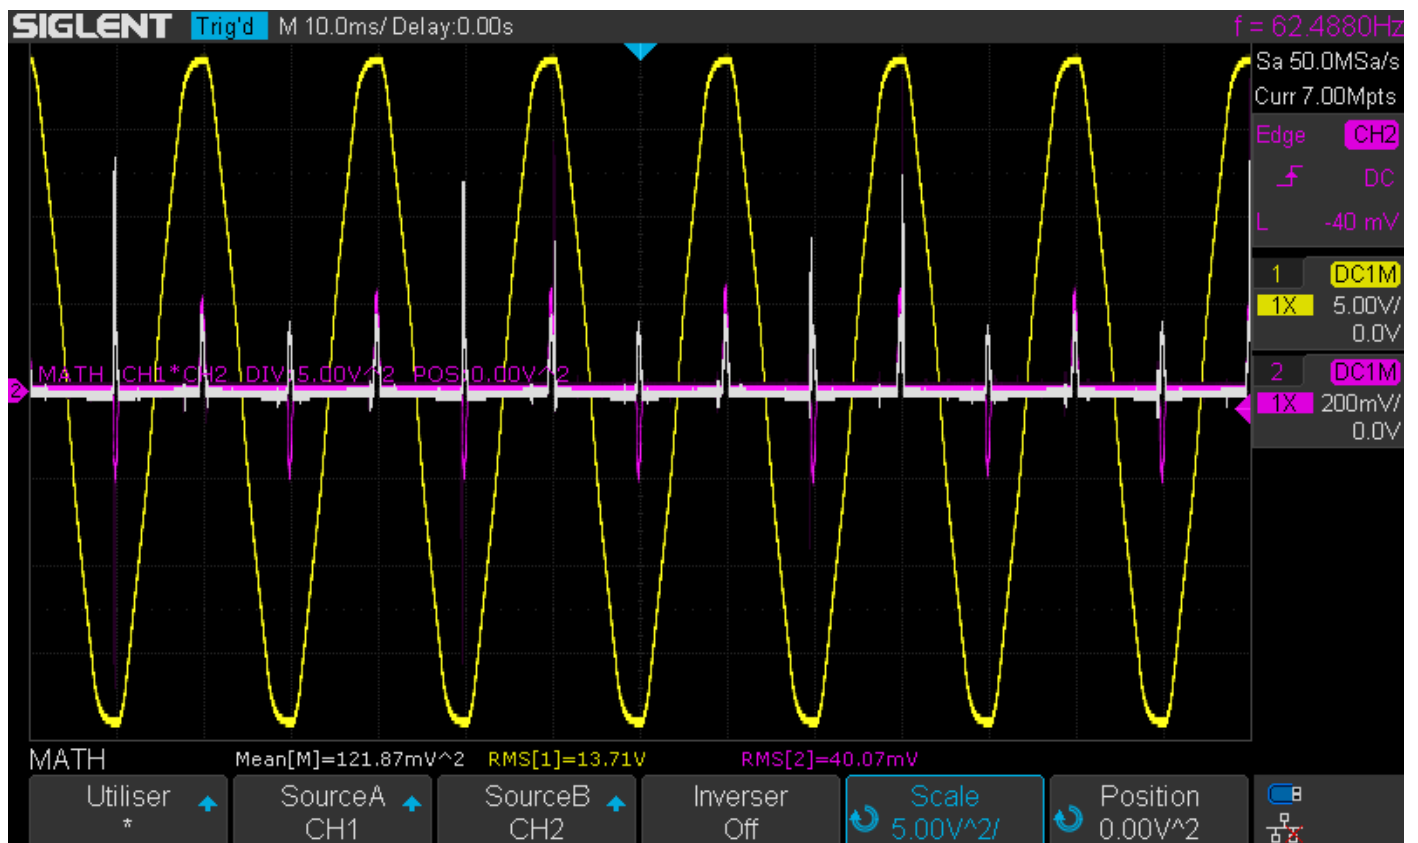 SIGLENT Trig'd M 10.0ms/ Delay:0.00s f = 62.4880Hz
Sa 50.0MSa/s
Curr 7.00Mpts
Edge CH2
DC
L -40 mV
1 DC1M
1X 5.00V/
0.0V
2 DC1M
1X 200mV/
0.0V
MATH CH1*CH2 DIV 5.00V^2 POS 0.00V^2
2
MATH Mean[M]=121.87mV^2 RMS[1]=13.71V RMS[2]=40.07mV
Utiliser SourceA SourceB Inverser Scale Position
* CH1 CH2 Off 5.00V^2/ 0.00V^2